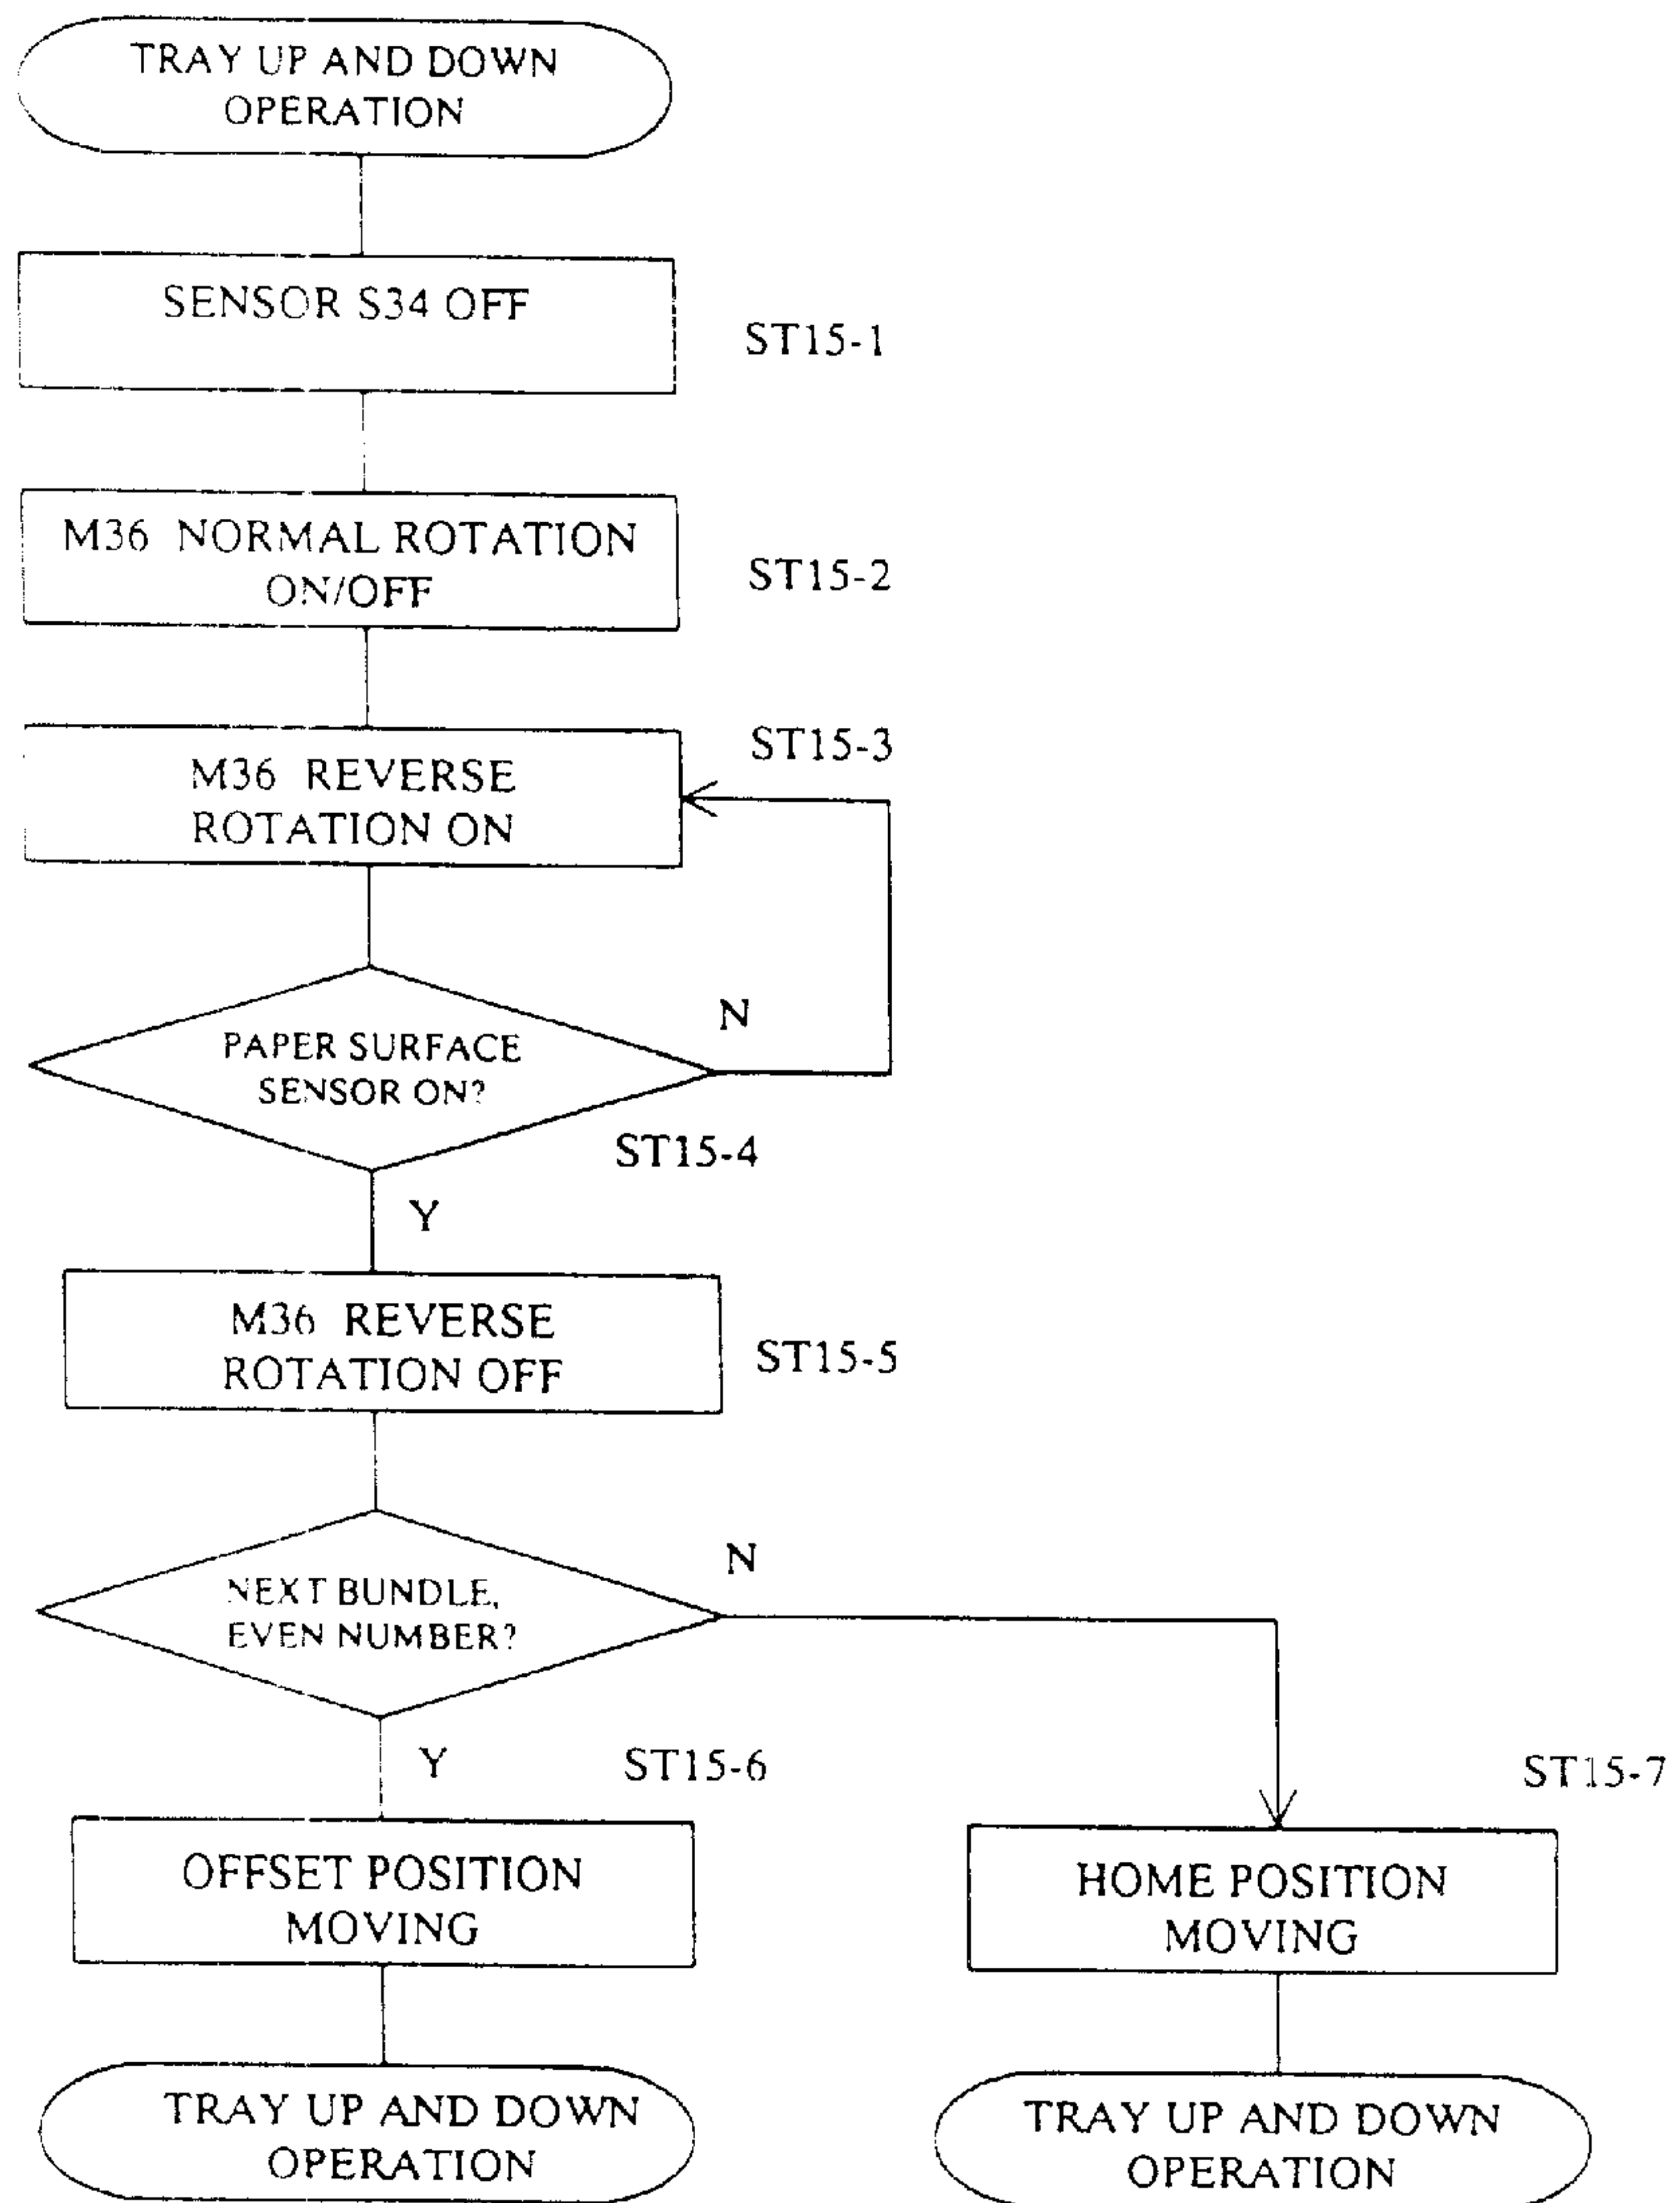 TRAY UP AND DOWN
OPERATION
SENSOR S34 OFF
ST15-1
M36 NORMAL ROTATION
ON/OFF
ST15-2
ST15-3
M36 REVERSE
ROTATION ON
N
PAPER SURFACE
SENSOR ON?
ST15-4
Y
M36 REVERSE
ROTATION OFF
ST15-5
N
NEXT BUNDLE,
EVEN NUMBER?
Y
ST15-6
ST15-7
OFFSET POSITION
MOVING
HOME POSITION
MOVING
TRAY UP AND DOWN
OPERATION
TRAY UP AND DOWN
OPERATION